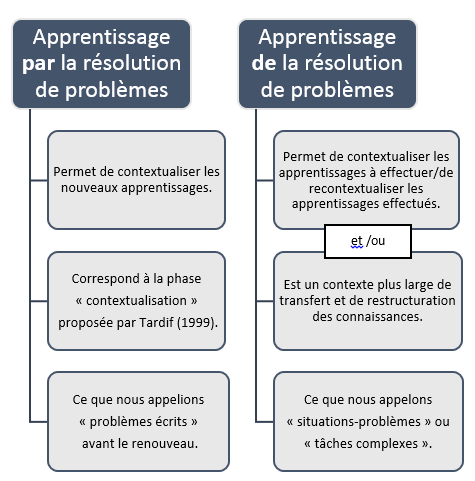 Apprentissage
par la résolution
de problèmes
Permet de contextualiser les
nouveaux apprentissages.
Correspond à la phase
« contextualisation »
proposée par Tardif (1999).
Ce que nous appelions
« problèmes écrits »
avant le renouveau.
Apprentissage
de la résolution
de problèmes
Permet de contextualiser les
apprentissages à effectuer/de
recontextualiser les
apprentissages effectués.
et /ou
Est un contexte plus large de
transfert et de restructuration
des connaissances.
Ce que nous appelons
« situations-problèmes » ou
« tâches complexes ».